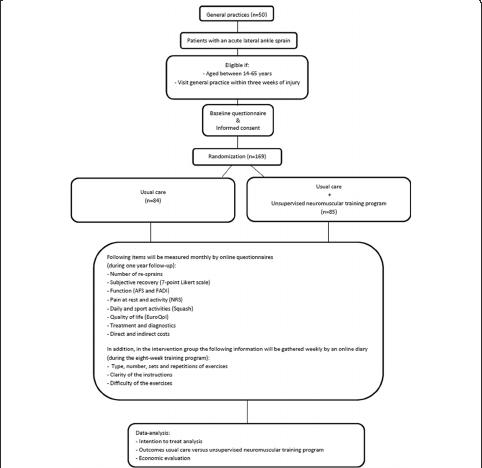 General practices (n=50)
Patients with an acute lateral ankle sprain
Eligible if:
- Aged between 14-65 years
- Visit general practice within three weeks of injury
Baseline questionnaire
&
Informed consent
Randomization (n=169)
Usual care
(n=84)
Usual care
+
Unsupervised neuromuscular training program
(n=85)
Following items will be measured monthly by online questionnaires
(during one year follow-up):
- Number of re-sprains
- Subjective recovery (7-point Likert scale)
- Function (AFS and FADI)
- Pain at rest and activity (NRS)
- Daily and sport activities (Squash)
- Quality of life (EuroQol)
- Treatment and diagnostics
- Direct and indirect costs
In addition, in the intervention group the following information will be gathered weekly by an online diary
(during the eight-week training program):
- Type, number, sets and repetitions of exercises
- Clarity of the instructions
- Difficulty of the exercises
Data-analysis:
- Intention to treat analysis
- Outcomes usual care versus unsupervised neuromuscular training program
- Economic evaluation